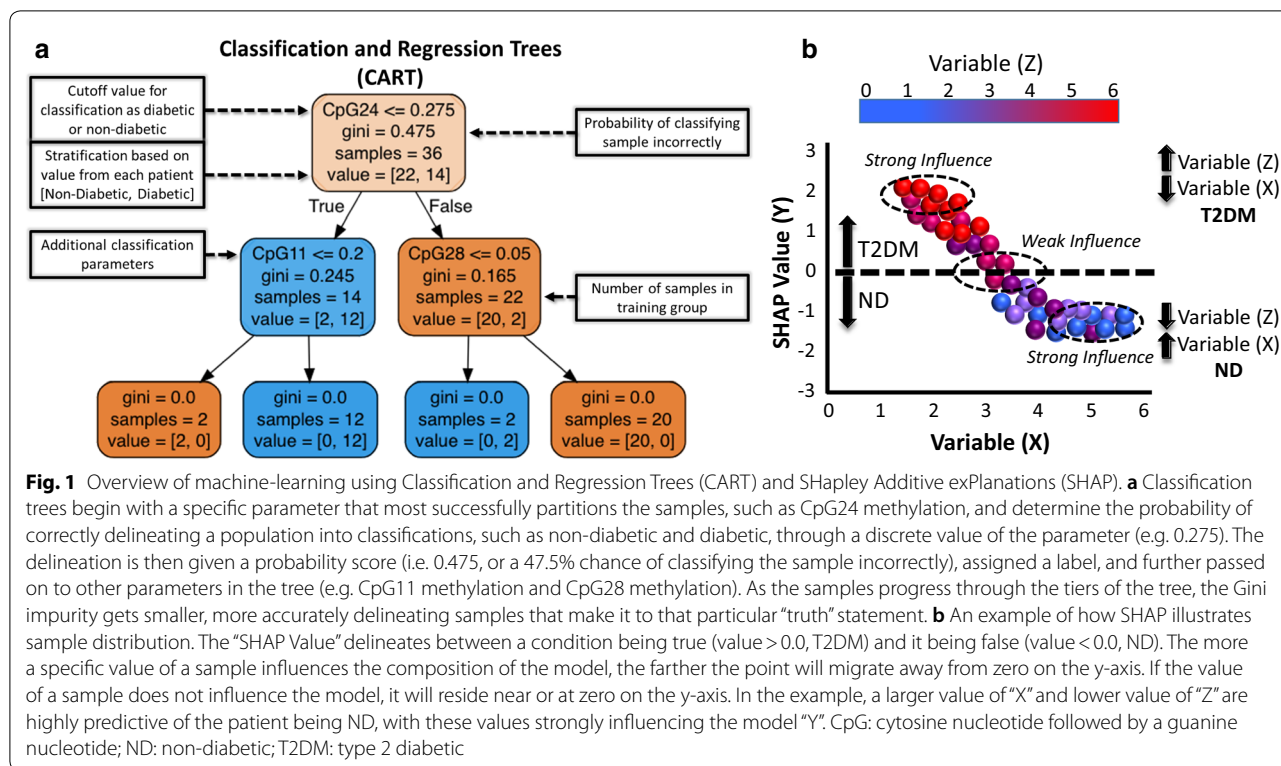 a
Classification and Regression Trees
(CART)
Cutoff value for
classification as diabetic
or non-diabetic
Stratification based on
value from each patient
[Non-Diabetic, Diabetic]
CpG24 <= 0.275
gini = 0.475
samples = 36
value = [22, 14]
Probability of classifying
sample incorrectly
True
False
Additional classification
parameters
CpG11 <= 0.2
gini = 0.245
samples = 14
value = [2, 12]
CpG28 <= 0.05
gini = 0.165
samples = 22
value = [20, 2]
Number of samples in
training group
gini = 0.0
samples = 2
value = [2, 0]
gini = 0.0
samples = 12
value = [0, 12]
gini = 0.0
samples = 2
value = [0, 2]
gini = 0.0
samples = 20
value = [20, 0]
b
Variable (Z)
0 1 2 3 4 5 6
SHAP Value (Y)
3
2
1
0
-1
-2
-3
Strong Influence
T2DM
Weak Influence
ND
Strong Influence
Variable (Z)
Variable (X)
T2DM
Variable (Z)
Variable (X)
ND
0 1 2 3 4 5 6
Variable (X)
Fig. 1 Overview of machine-learning using Classification and Regression Trees (CART) and SHapley Additive exPlanations (SHAP). a Classification
trees begin with a specific parameter that most successfully partitions the samples, such as CpG24 methylation, and determine the probability of
correctly delineating a population into classifications, such as non-diabetic and diabetic, through a discrete value of the parameter (e.g. 0.275). The
delineation is then given a probability score (i.e. 0.475, or a 47.5% chance of classifying the sample incorrectly), assigned a label, and further passed
on to other parameters in the tree (e.g. CpG11 methylation and CpG28 methylation). As the samples progress through the tiers of the tree, the Gini
impurity gets smaller, more accurately delineating samples that make it to that particular “truth” statement. b An example of how SHAP illustrates
sample distribution. The “SHAP Value” delineates between a condition being true (value > 0.0, T2DM) and it being false (value < 0.0, ND). The more
a specific value of a sample influences the composition of the model, the farther the point will migrate away from zero on the y-axis. If the value
of a sample does not influence the model, it will reside near or at zero on the y-axis. In the example, a larger value of “X” and lower value of “Z” are
highly predictive of the patient being ND, with these values strongly influencing the model “Y”. CpG: cytosine nucleotide followed by a guanine
nucleotide; ND: non-diabetic; T2DM: type 2 diabetic